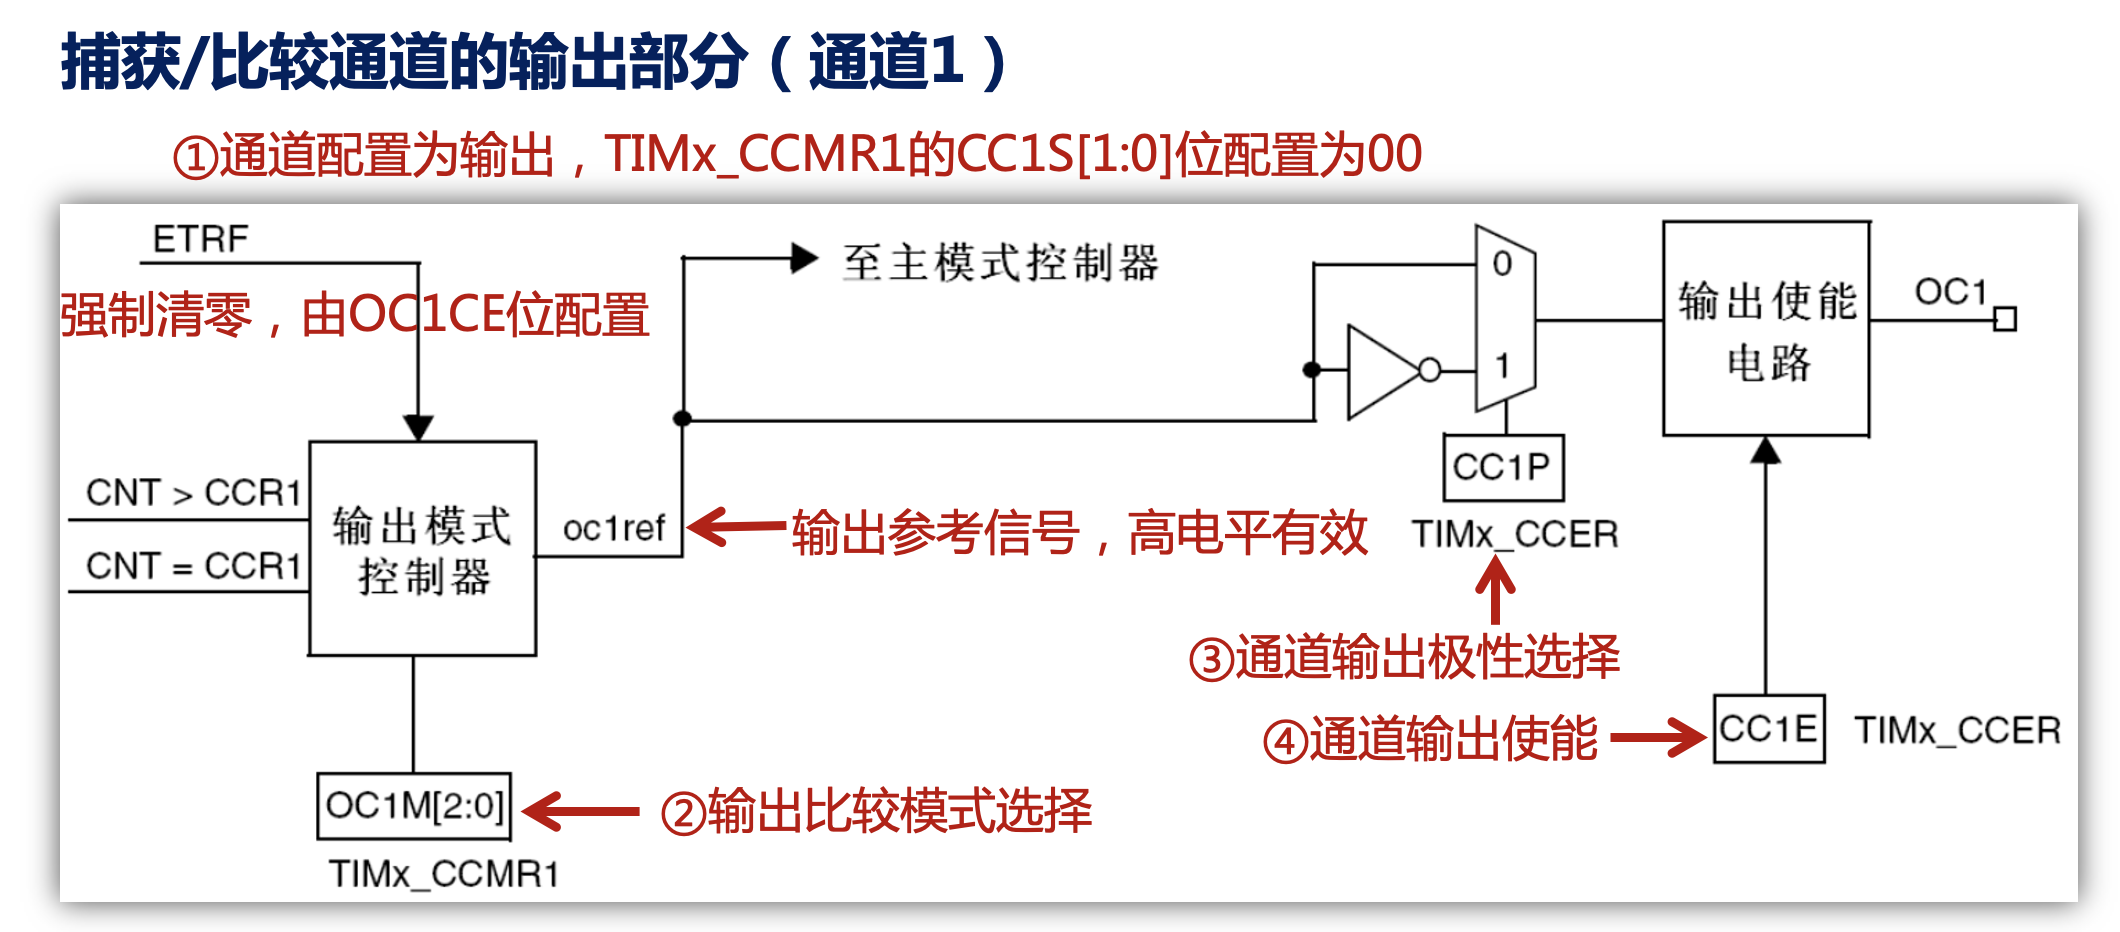 捕获/比较通道的输出部分（通道1）
①通道配置为输出，TIMx_CCMR1的CC1S[1:0]位配置为00
ETRF
强制清零，由OC1CE位配置
至主模式控制器
0
1
输出使能
电路
OC1
CC1P
TIMx_CCER
CNT > CCR1
CNT = CCR1
输出模式
控制器
oc1ref
输出参考信号，高电平有效
③通道输出极性选择
④通道输出使能
CC1E
TIMx_CCER
OC1M[2:0]
②输出比较模式选择
TIMx_CCMR1